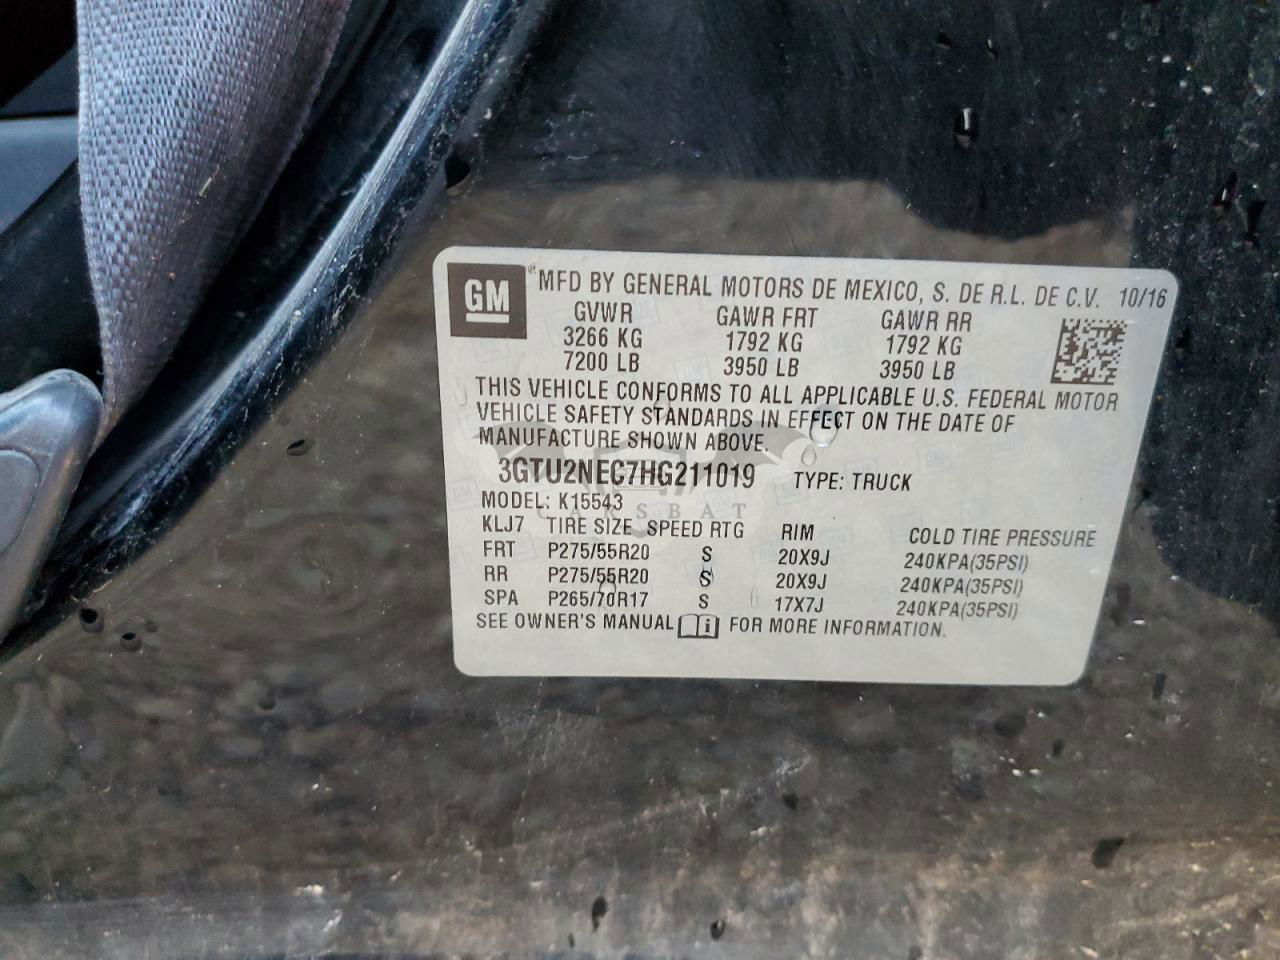 GM ® MFD BY GENERAL MOTORS DE MEXICO, S. DE R.L. DE C.V. 10/16
GVWR GAWR FRT GAWR RR
3266 KG 1792 KG 1792 KG
7200 LB 3950 LB 3950 LB
THIS VEHICLE CONFORMS TO ALL APPLICABLE U.S. FEDERAL MOTOR
VEHICLE SAFETY STANDARDS IN EFFECT ON THE DATE OF
MANUFACTURE SHOWN ABOVE.
3GTU2NEC7HG211019 TYPE: TRUCK
MODEL: K15543
CARSBAT
KLJ7 TIRE SIZE SPEED RTG RIM COLD TIRE PRESSURE
FRT P275/55R20 S 20X9J 240KPA(35PSI)
RR P275/55R20 S 20X9J 240KPA(35PSI)
SPA P265/70R17 S 17X7J 240KPA(35PSI)
SEE OWNER'S MANUAL i FOR MORE INFORMATION.